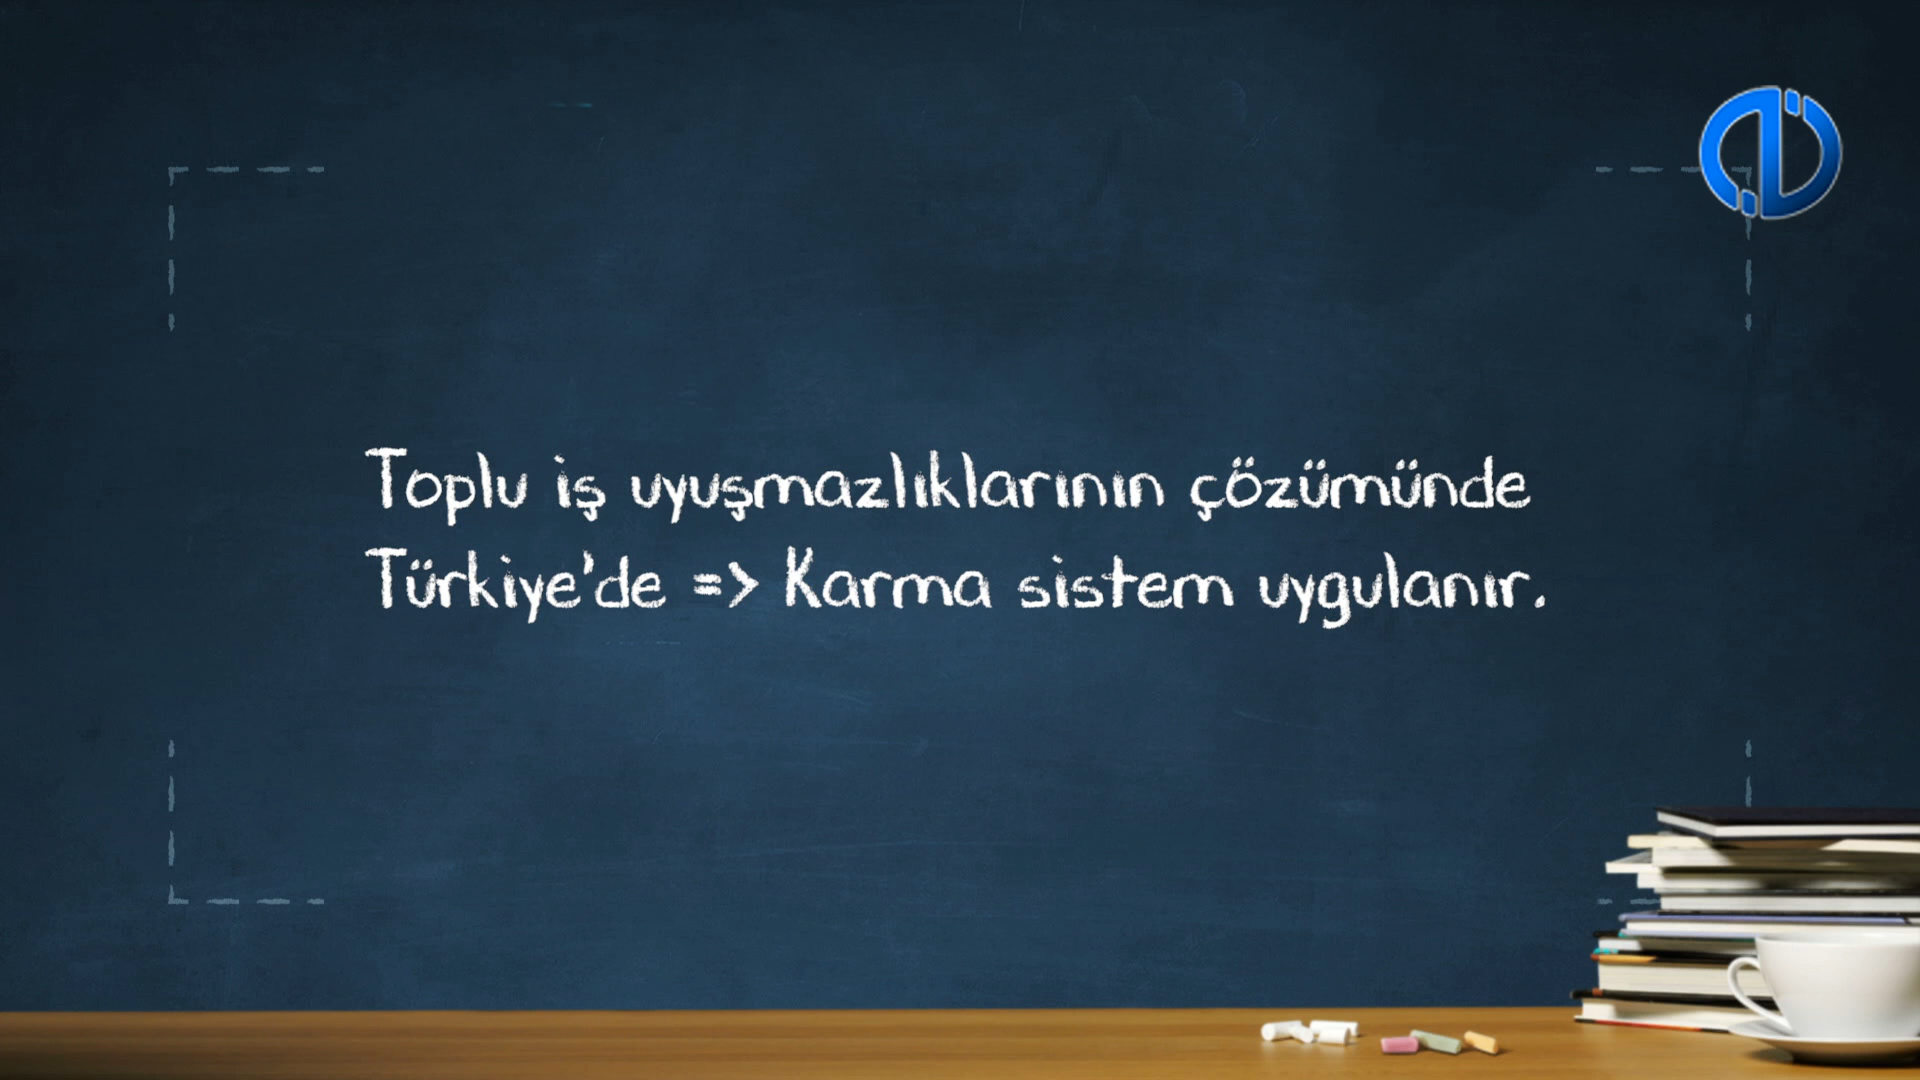 Toplu iş uyuşmazlıklarının çözümünde
Türkiye'de => Karma sistem uygulanır.